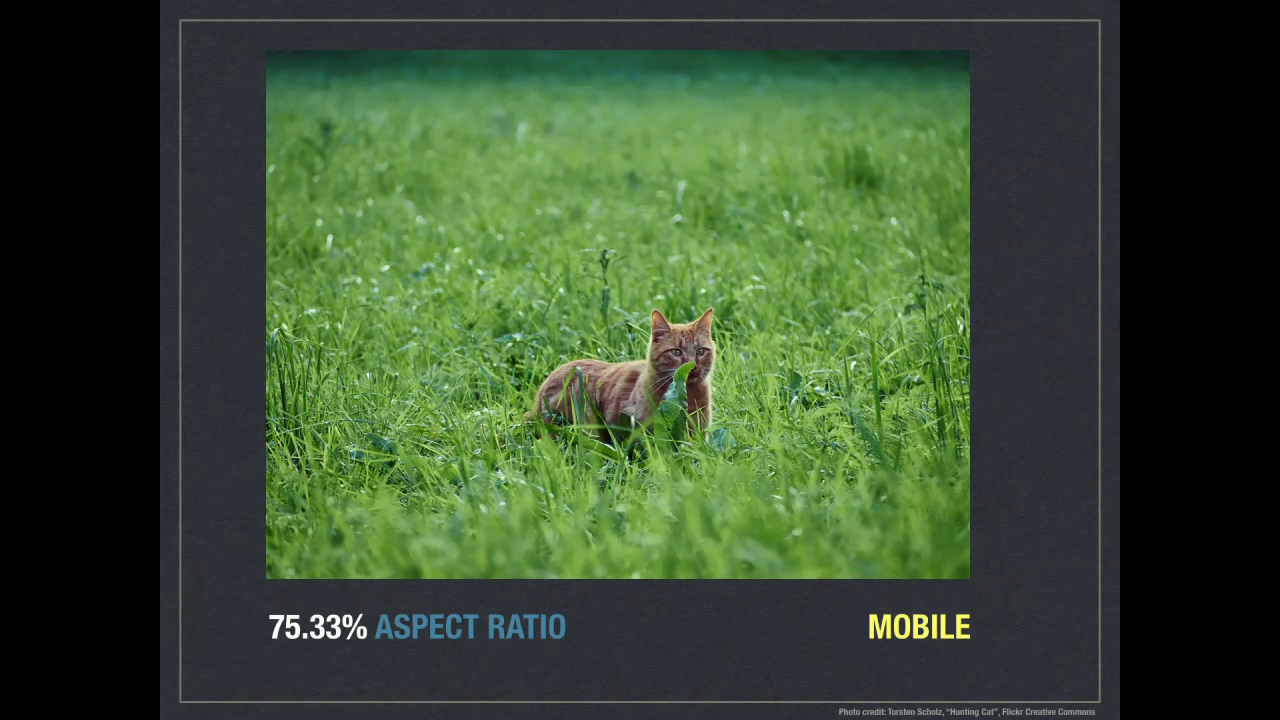 75.33% ASPECT RATIO
MOBILE
Photo credit: Torsten Scholz, "Hunting Cat", Flickr Creative Commons